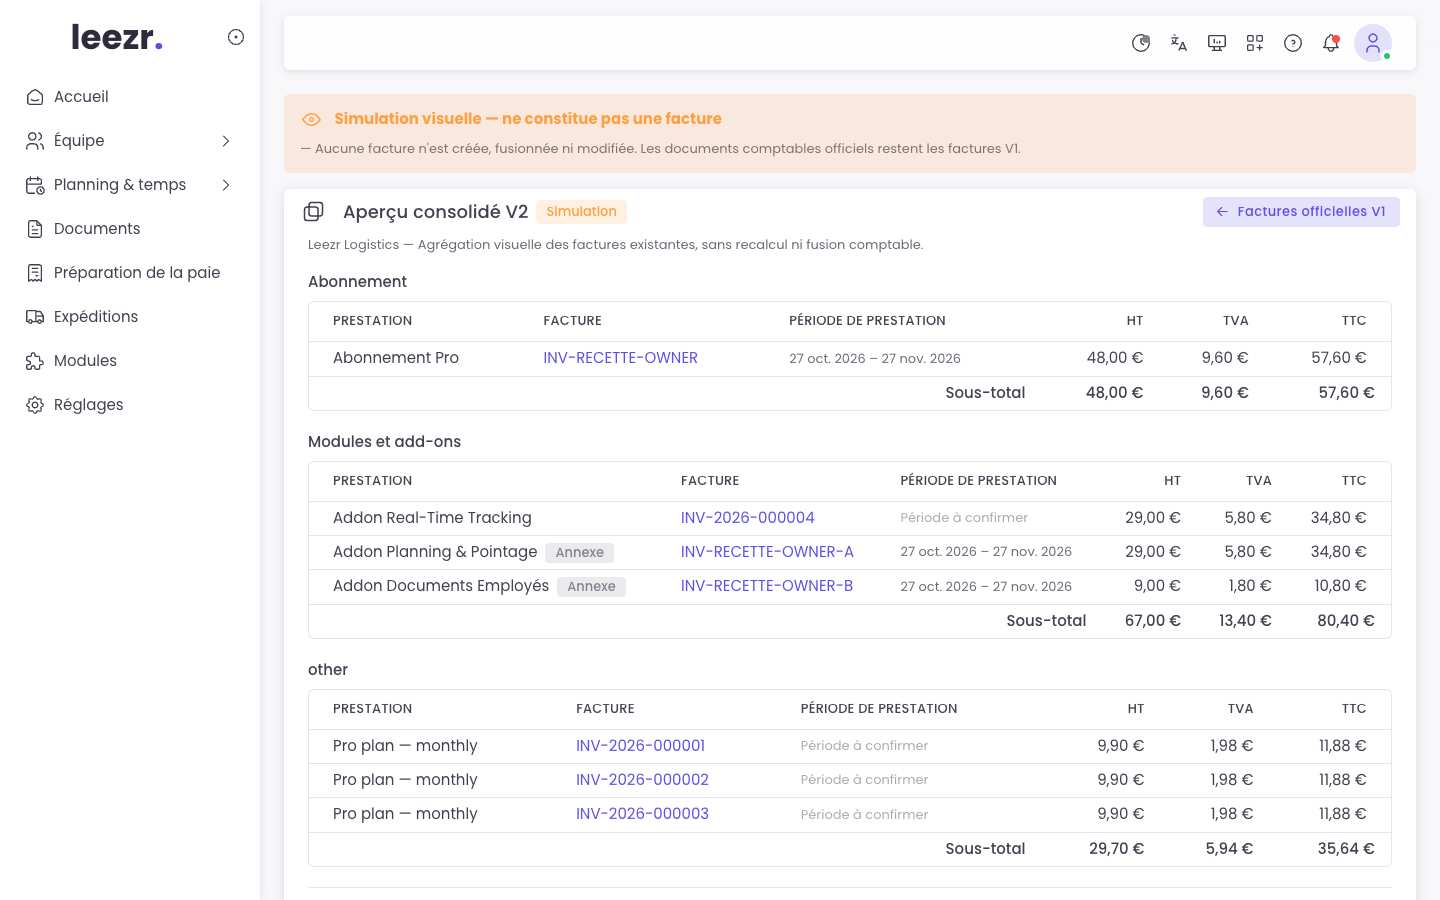 leezr.
Accueil
Équipe
Planning & temps
Documents
Préparation de la paie
Expéditions
Modules
Réglages
Simulation visuelle — ne constitue pas une facture
— Aucune facture n'est créée, fusionnée ni modifiée. Les documents comptables officiels restent les factures V1.
Aperçu consolidé V2 Simulation ← Factures officielles V1
Leezr Logistics — Agrégation visuelle des factures existantes, sans recalcul ni fusion comptable.
Abonnement
PRESTATION FACTURE PÉRIODE DE PRESTATION HT TVA TTC
Abonnement Pro INV-RECETTE-OWNER 27 oct. 2026 – 27 nov. 2026 48,00 € 9,60 € 57,60 €
Sous-total 48,00 € 9,60 € 57,60 €
Modules et add-ons
PRESTATION FACTURE PÉRIODE DE PRESTATION HT TVA TTC
Addon Real-Time Tracking INV-2026-000004 Période à confirmer 29,00 € 5,80 € 34,80 €
Addon Planning & Pointage Annexe INV-RECETTE-OWNER-A 27 oct. 2026 – 27 nov. 2026 29,00 € 5,80 € 34,80 €
Addon Documents Employés Annexe INV-RECETTE-OWNER-B 27 oct. 2026 – 27 nov. 2026 9,00 € 1,80 € 10,80 €
Sous-total 67,00 € 13,40 € 80,40 €
other
PRESTATION FACTURE PÉRIODE DE PRESTATION HT TVA TTC
Pro plan — monthly INV-2026-000001 Période à confirmer 9,90 € 1,98 € 11,88 €
Pro plan — monthly INV-2026-000002 Période à confirmer 9,90 € 1,98 € 11,88 €
Pro plan — monthly INV-2026-000003 Période à confirmer 9,90 € 1,98 € 11,88 €
Sous-total 29,70 € 5,94 € 35,64 €